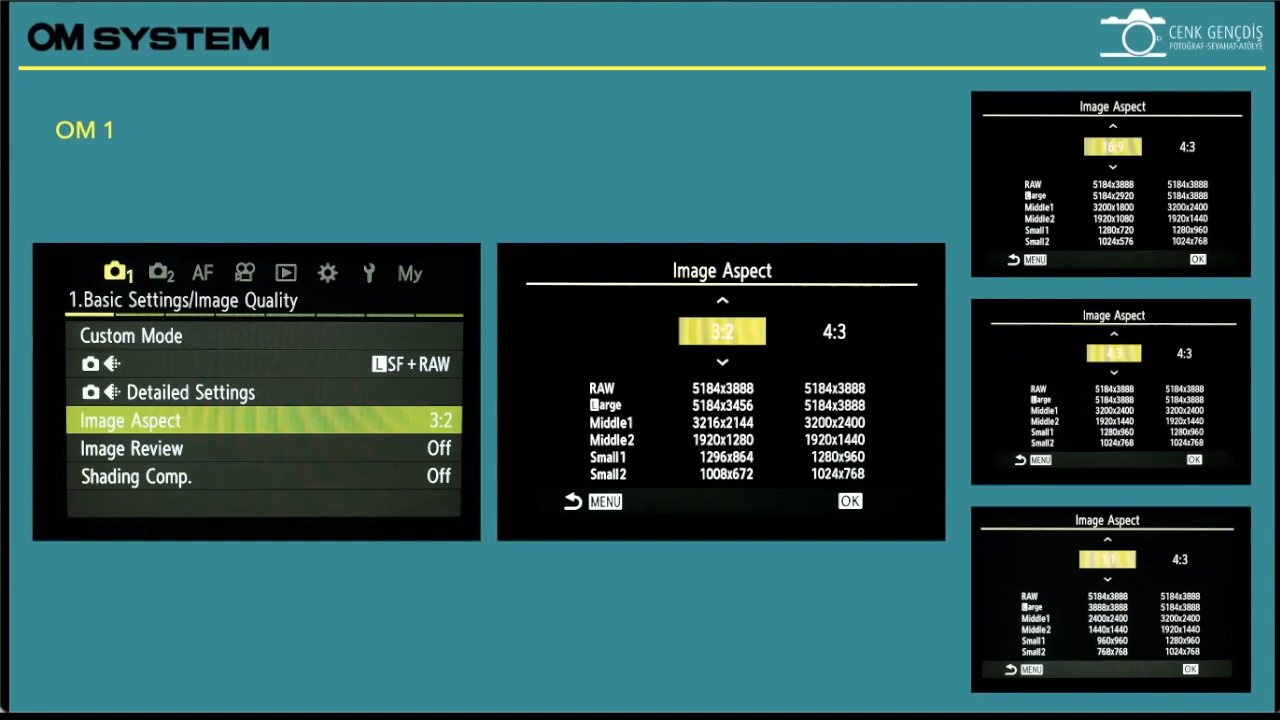 OM SYSTEM
CENK GENÇDİŞ
FOTOĞRAF-SEYAHAT-ATÖLYE
OM 1
1 2 AF My
1.Basic Settings/Image Quality
Custom Mode
L SF + RAW
Detailed Settings
Image Aspect 3:2
Image Review Off
Shading Comp. Off
Image Aspect
3:2 4:3
RAW 5184x3888 5184x3888
Large 5184x3456 5184x3888
Middle1 3216x2144 3200x2400
Middle2 1920x1280 1920x1440
Small1 1296x864 1280x960
Small2 1008x672 1024x768
MENU OK
Image Aspect
16:9 4:3
RAW 5184x3888 5184x3888
Large 5184x2920 5184x3888
Middle1 3200x1800 3200x2400
Middle2 1920x1080 1920x1440
Small1 1280x720 1280x960
Small2 1024x576 1024x768
MENU OK
Image Aspect
4:3 4:3
RAW 5184x3888 5184x3888
Large 5184x3888 5184x3888
Middle1 3200x2400 3200x2400
Middle2 1920x1440 1920x1440
Small1 1280x960 1280x960
Small2 1024x768 1024x768
MENU OK
Image Aspect
1:1 4:3
RAW 5184x3888 5184x3888
Large 3888x3888 5184x3888
Middle1 2400x2400 3200x2400
Middle2 1440x1440 1920x1440
Small1 960x960 1280x960
Small2 768x768 1024x768
MENU OK